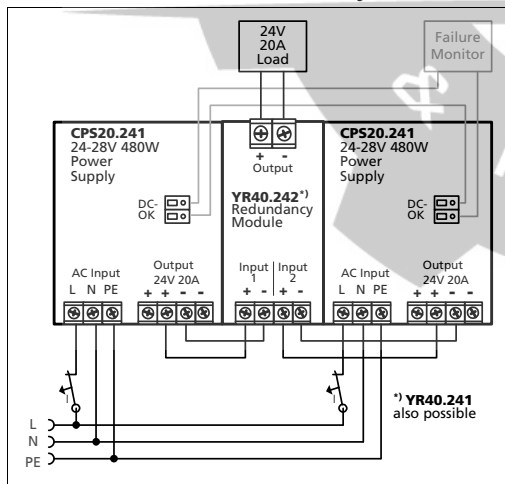 24V
20A
Load
Failure
Monitor
CPS20.241
24-28V 480W
Power
Supply
DC-
OK
AC Input
L N PE
Output
24V 20A
+ + - -
+ -
Output
YR40.242*)
Redundancy
Module
Input
1
Input
2
+ - + -
CPS20.241
24-28V 480W
Power
Supply
DC-
OK
AC Input
L N PE
Output
24V 20A
+ + - -
I
I
*) YR40.241
also possible
L
N
PE